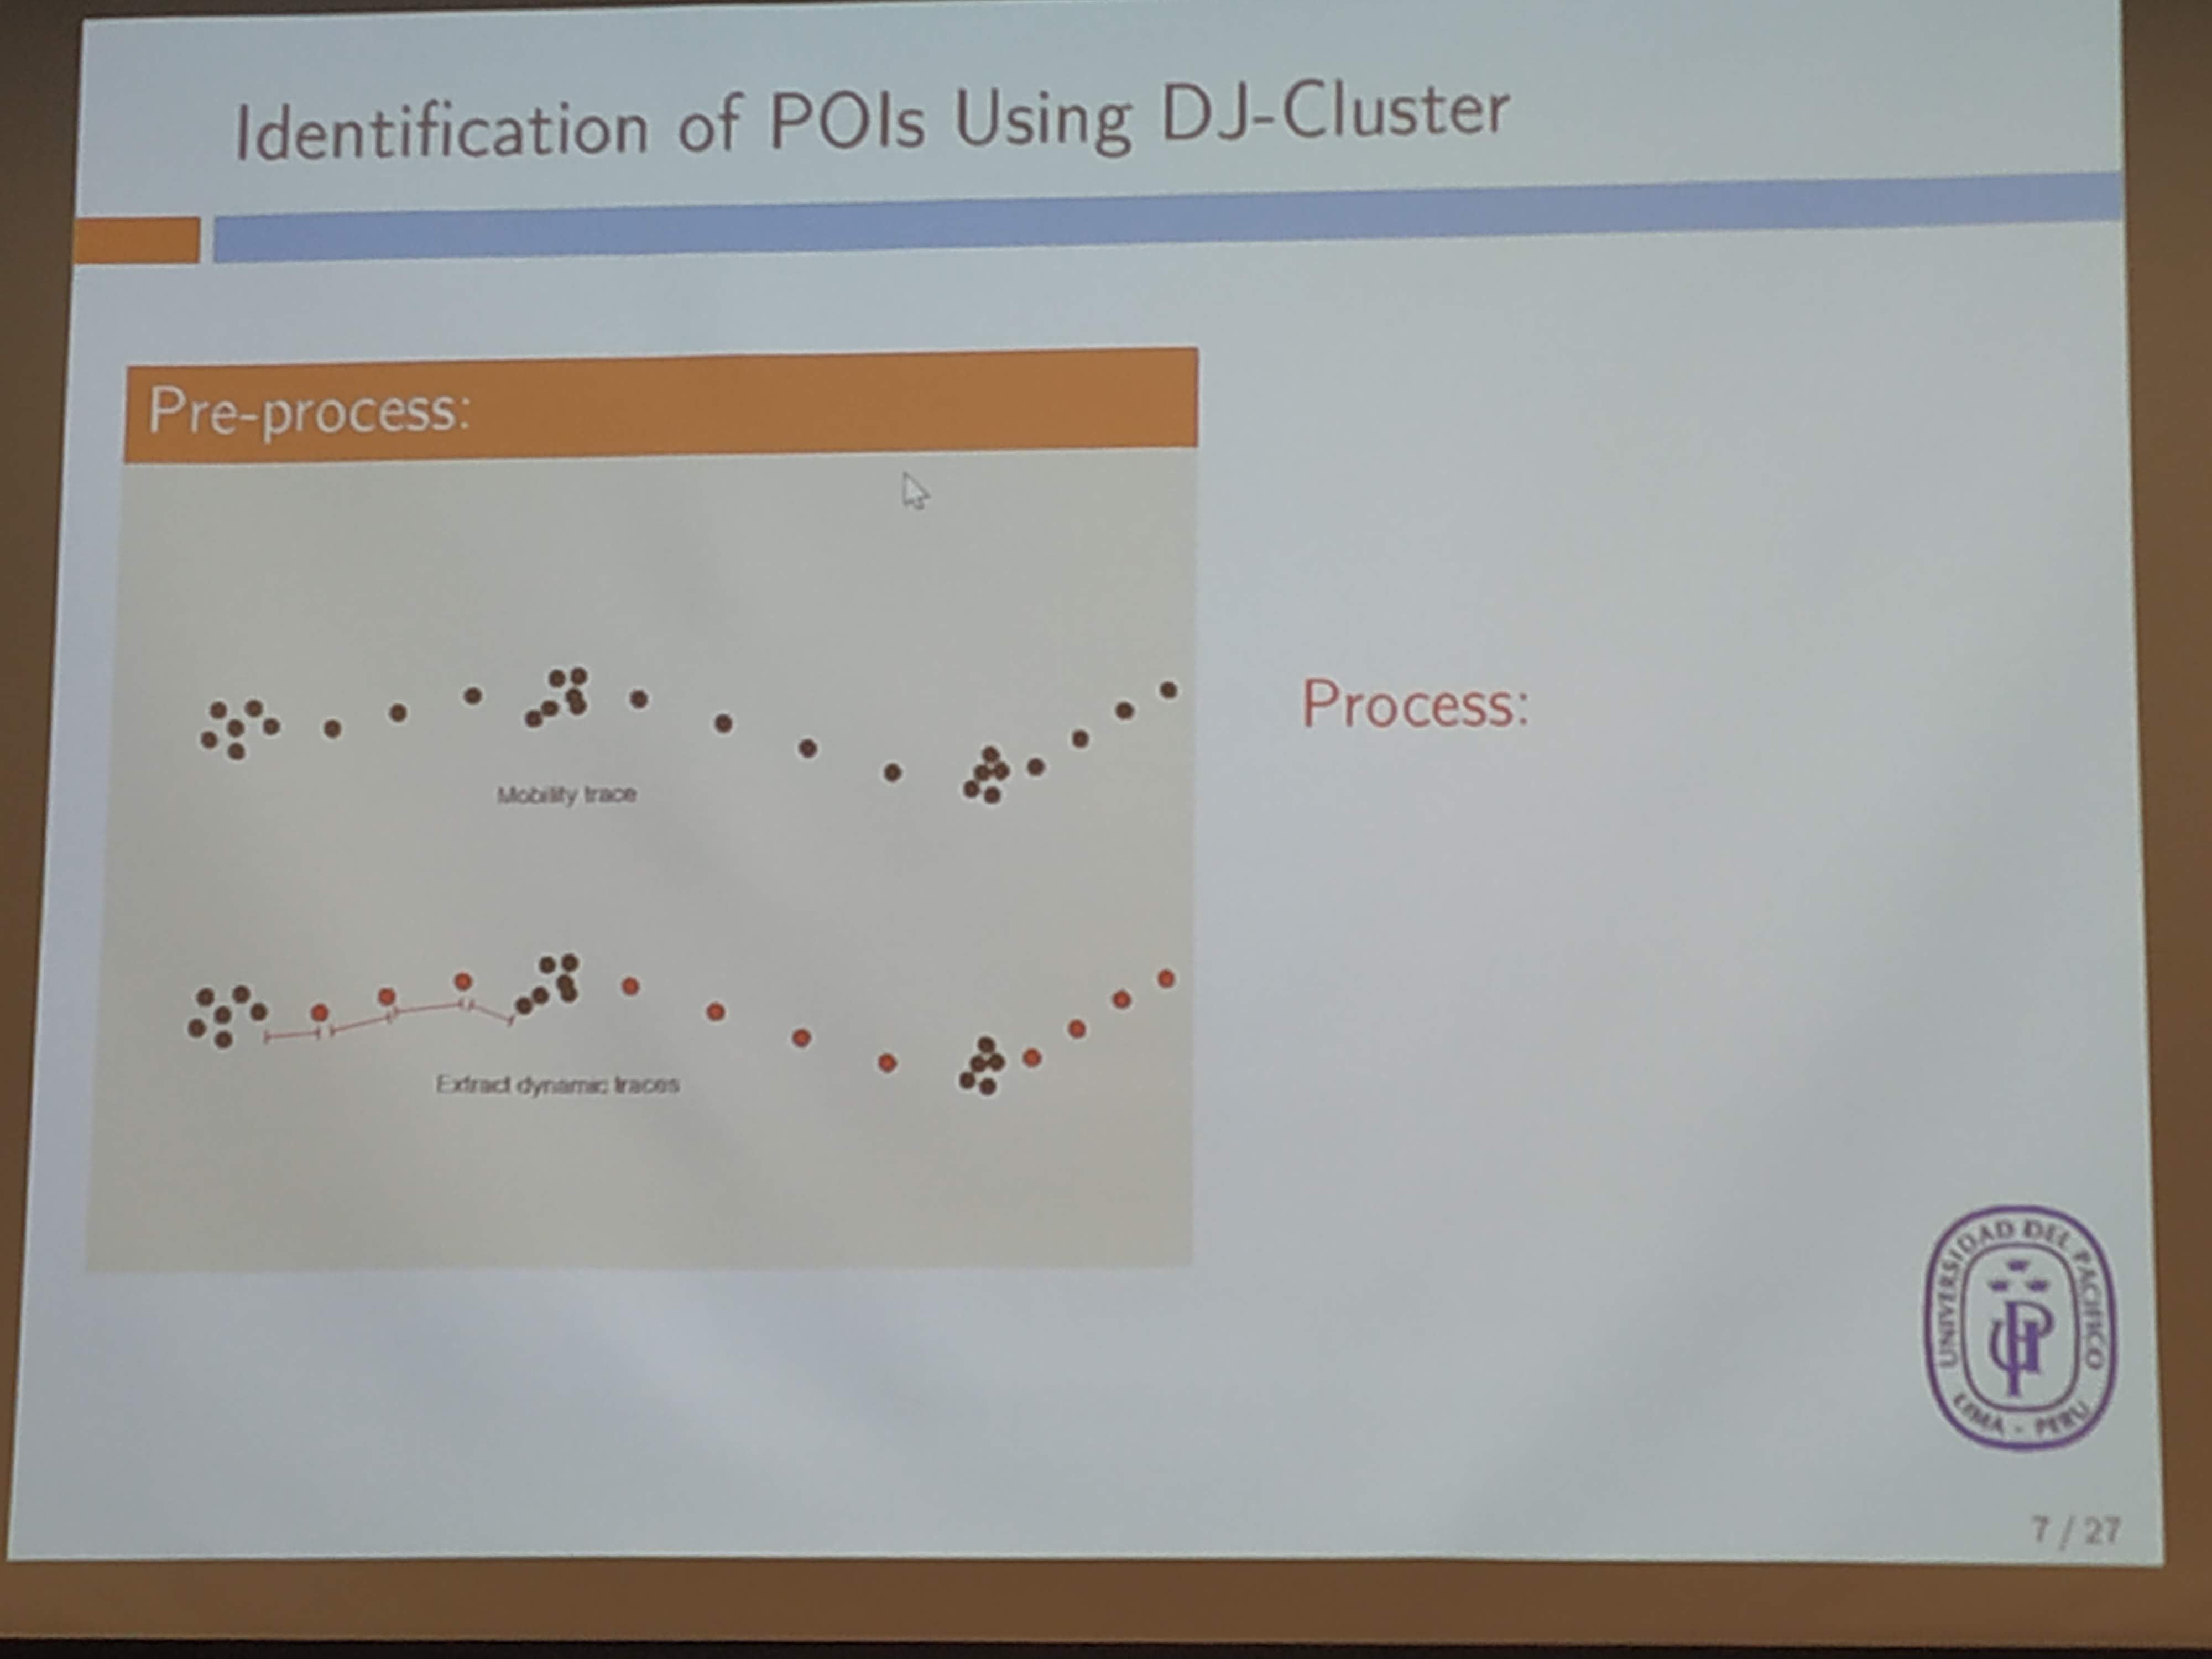 Identification of POIs Using DJ-Cluster
Pre-process:
Mobility trace
Process:
Extract dynamic traces
UNIVERSIDAD DEL PACIFICO
LIMA - PERU
7 / 27